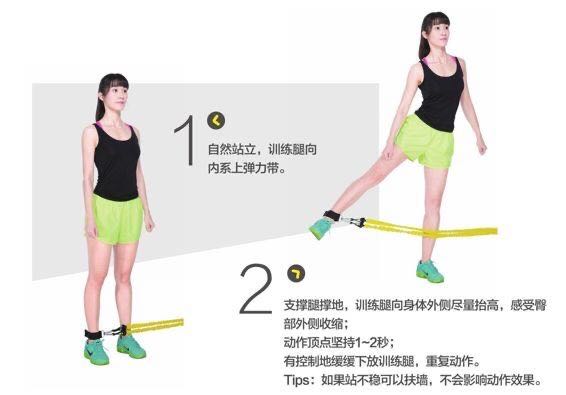 1
自然站立，训练腿向
内系上弹力带。
2
支撑腿撑地，训练腿向身体外侧尽量抬高，感受臀
部外侧收缩；
动作顶点坚持1~2秒；
有控制地缓缓下放训练腿，重复动作。
Tips：如果站不稳可以扶墙，不会影响动作效果。